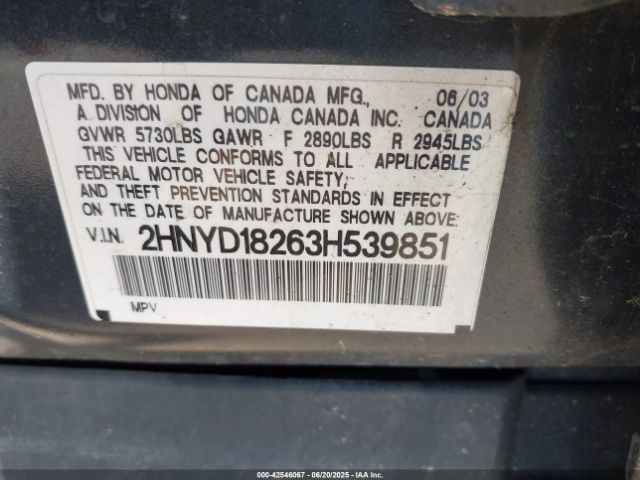 MFD. BY HONDA OF CANADA MFG., 06/03
A DIVISION OF HONDA CANADA INC. CANADA
GVWR 5730LBS GAWR F 2890LBS R 2945LBS
THIS VEHICLE CONFORMS TO ALL APPLICABLE
FEDERAL MOTOR VEHICLE SAFETY,
AND THEFT PREVENTION STANDARDS IN EFFECT
ON THE DATE OF MANUFACTURE SHOWN ABOVE.
V.I.N. 2HNYD18263H539851
MPV
000-42546067 | 06/20/2025 | IAA Inc.